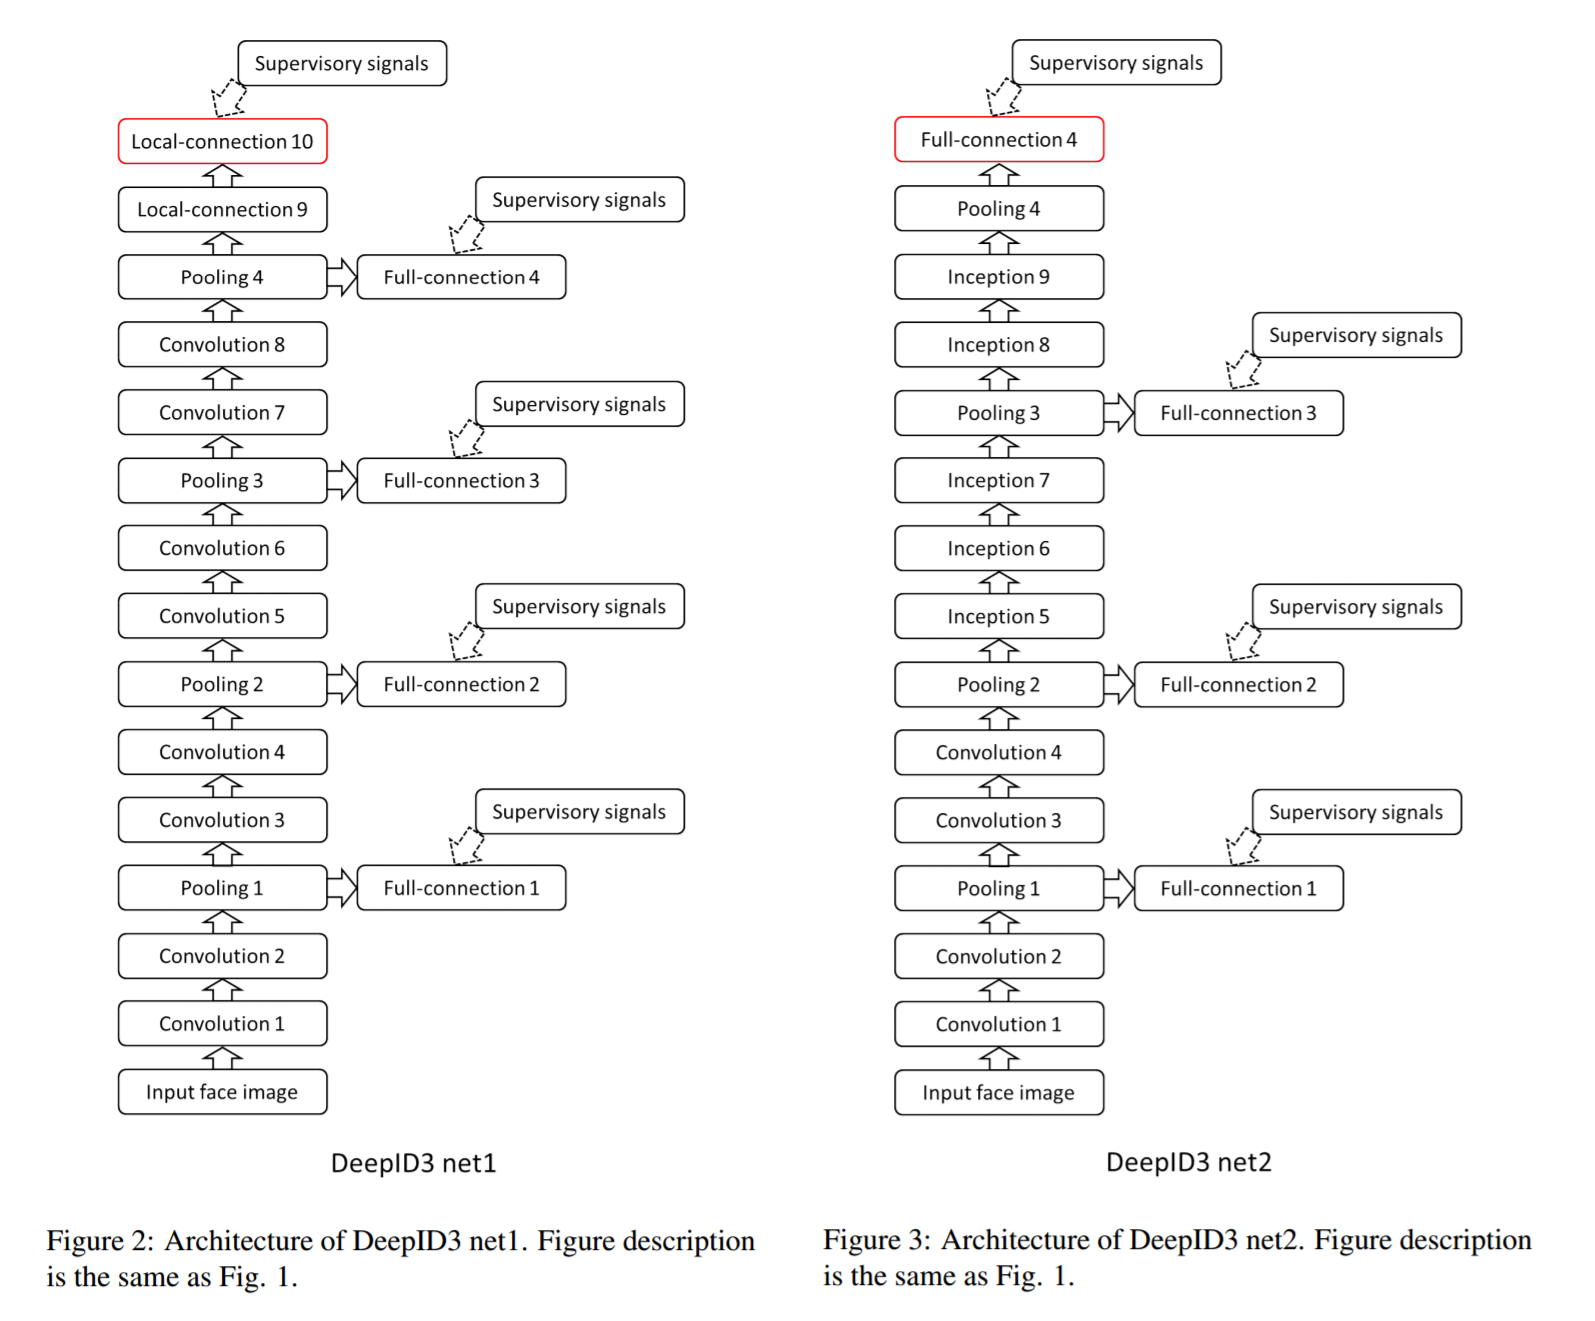 Supervisory signals
Local-connection 10
Local-connection 9
Supervisory signals
Pooling 4
Full-connection 4
Convolution 8
Convolution 7
Supervisory signals
Pooling 3
Full-connection 3
Convolution 6
Convolution 5
Supervisory signals
Pooling 2
Full-connection 2
Convolution 4
Convolution 3
Supervisory signals
Pooling 1
Full-connection 1
Convolution 2
Convolution 1
Input face image
DeepID3 net1
Figure 2: Architecture of DeepID3 net1. Figure description
is the same as Fig. 1.
Supervisory signals
Full-connection 4
Pooling 4
Inception 9
Inception 8
Supervisory signals
Pooling 3
Full-connection 3
Inception 7
Inception 6
Inception 5
Supervisory signals
Pooling 2
Full-connection 2
Convolution 4
Convolution 3
Supervisory signals
Pooling 1
Full-connection 1
Convolution 2
Convolution 1
Input face image
DeepID3 net2
Figure 3: Architecture of DeepID3 net2. Figure description
is the same as Fig. 1.